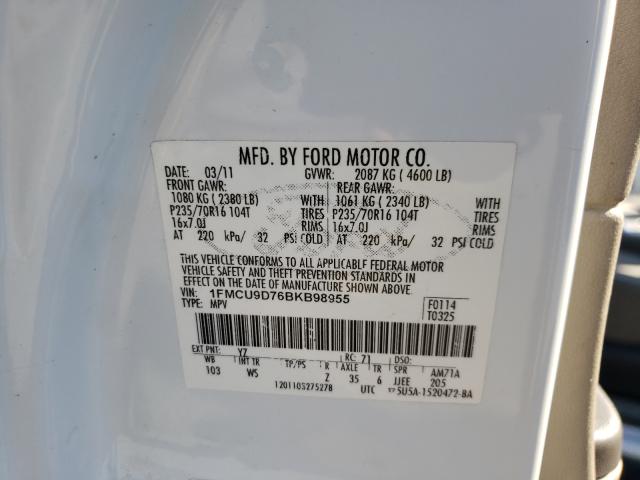 MFD. BY FORD MOTOR CO.
DATE: 03/11 GVWR: 2087 KG ( 4600 LB)
FRONT GAWR: REAR GAWR:
1080 KG ( 2380 LB) WITH 1061 KG ( 2340 LB) WITH
P235/70R16 104T TIRES P235/70R16 104T TIRES
16x7.0J RIMS 16x7.0J RIMS
AT 220 kPa/ 32 PSI COLD AT 220 kPa/ 32 PSI COLD
THIS VEHICLE CONFORMS TO ALL APPLICABLE FEDERAL MOTOR
VEHICLE SAFETY AND THEFT PREVENTION STANDARDS IN
EFFECT ON THE DATE OF MANUFACTURE SHOWN ABOVE.
VIN: 1FMCU9D76BKB98955 F0114
TYPE: MPV T0325
EXT PNT: YZ RC: 71 DSO:
WB INT TR TP/PS R AXLE TR SPR AM71A
103 WS Z 35 6 JJEE 205
120110S275278 UTC 5U5A-1520472-BA